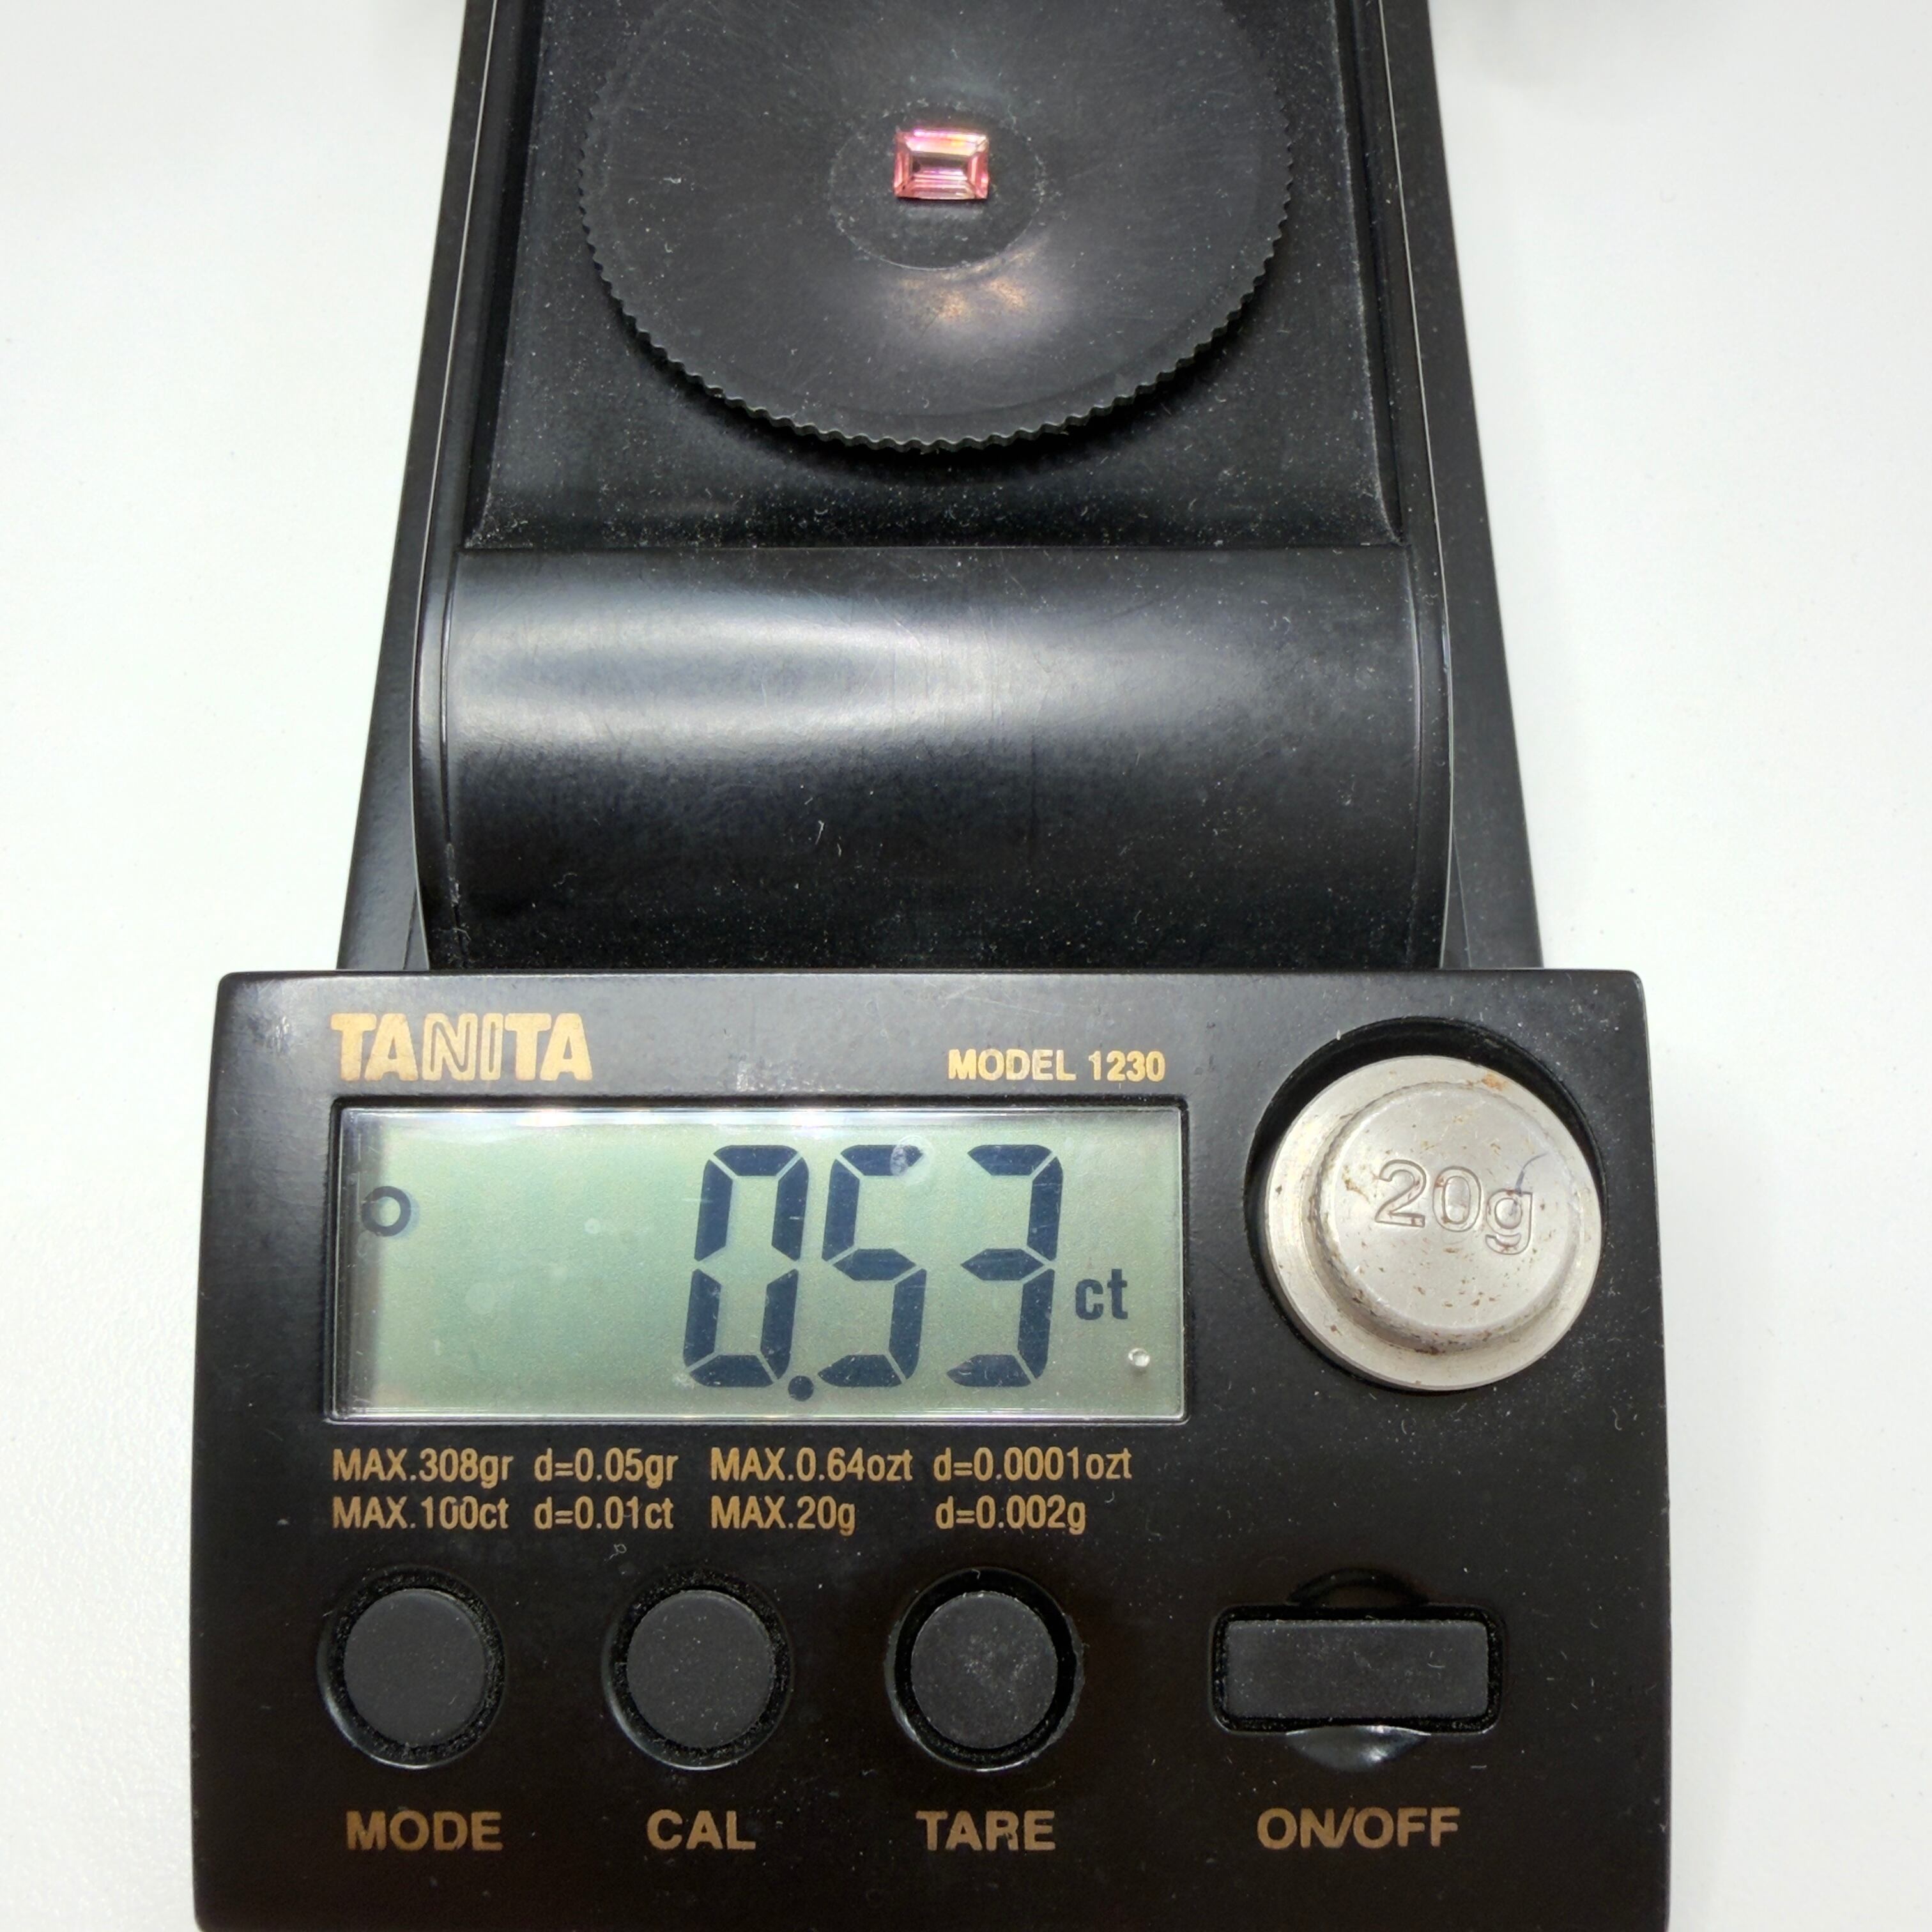 TANITA
MODEL 1230
0.53 ct
20g
MAX.308gr d=0.05gr MAX.0.64ozt d=0.0001ozt
MAX.100ct d=0.01ct MAX.20g d=0.002g
MODE CAL TARE ON/OFF